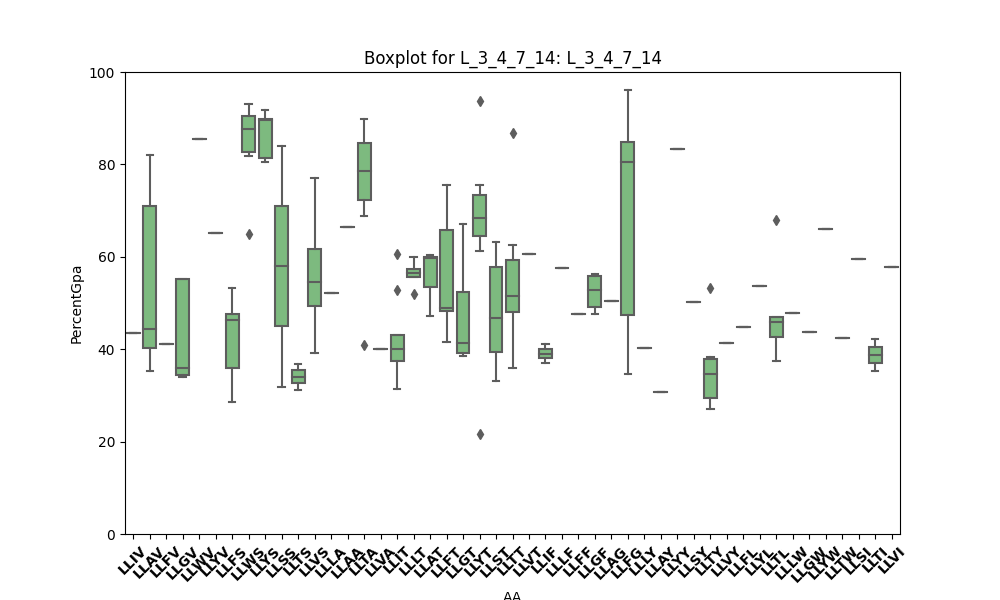 Boxplot for L_3_4_7_14: L_3_4_7_14
100
80
60
40
20
0
PercentGpa
LLIV LLAV LLFV LLGV LLWV LLYV LLFS LLWS LLYS LLSS LLTS LLVS LLLA LLAA LLTA LLVA LLIT LLLT LLAT LLFT LLGT LLYT LLST LLTT LLVT LLIF LLLF LLFF LLGF LLAG LLFG LLLY LLAY LLYY LLSY LLTY LLVY LLFL LLYL LLTL LLLW LLGW LLYW LLTW LLSI LLTI LLVI
AA